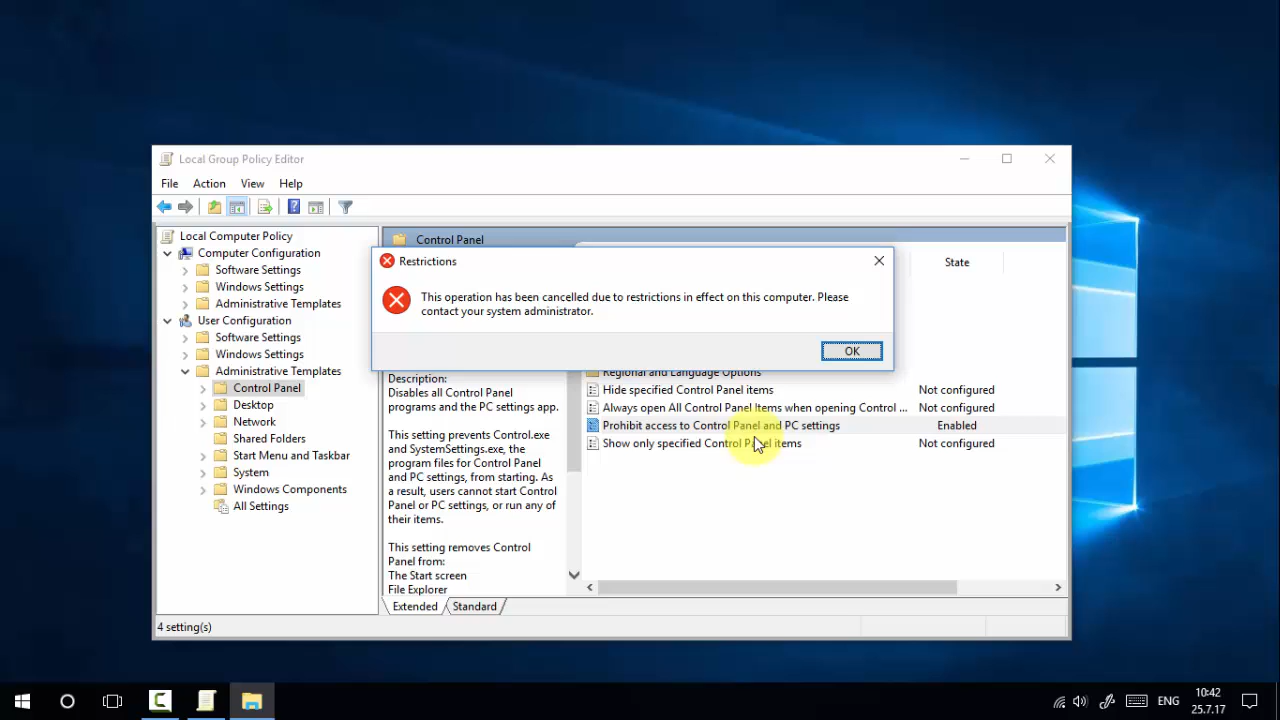 Local Group Policy Editor
File Action View Help
Local Computer Policy
Computer Configuration
Software Settings
Windows Settings
Administrative Templates
User Configuration
Software Settings
Windows Settings
Administrative Templates
Control Panel
Desktop
Network
Shared Folders
Start Menu and Taskbar
System
Windows Components
All Settings
Control Panel
State
Restrictions
This operation has been cancelled due to restrictions in effect on this computer. Please
contact your system administrator.
OK
Description:
Disables all Control Panel
programs and the PC settings app.
This setting prevents Control.exe
and SystemSettings.exe, the
program files for Control Panel
and PC settings, from starting. As
a result, users cannot start Control
Panel or PC settings, or run any of
their items.
This setting removes Control
Panel from:
The Start screen
File Explorer
Regional and Language Options
Hide specified Control Panel items Not configured
Always open All Control Panel Items when opening Control ... Not configured
Prohibit access to Control Panel and PC settings Enabled
Show only specified Control Panel items Not configured
Extended Standard
4 setting(s)
ENG
10:42
25.7.17